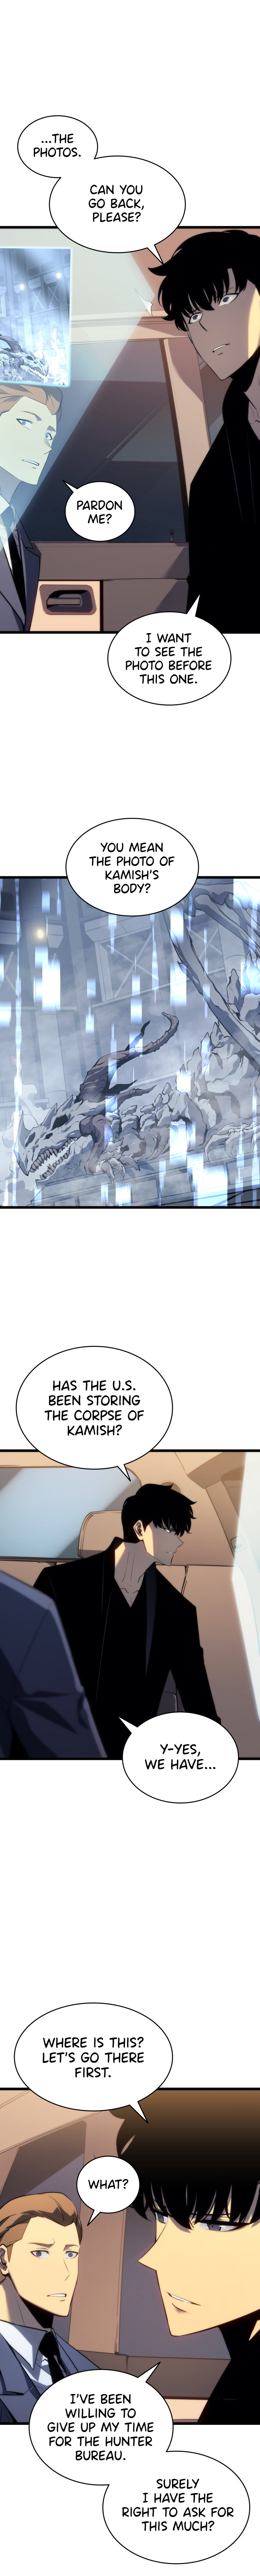 ...THE
PHOTOS.
CAN YOU
GO BACK,
PLEASE?
PARDON
ME?
I WANT
TO SEE THE
PHOTO BEFORE
THIS ONE.
YOU MEAN
THE PHOTO OF
KAMISH'S
BODY?
HAS THE U.S.
BEEN STORING
THE CORPSE OF
KAMISH?
Y-YES,
WE HAVE...
WHERE IS THIS?
LET'S GO THERE
FIRST.
WHAT?
I'VE BEEN
WILLING TO
GIVE UP MY TIME
FOR THE HUNTER
BUREAU.
SURELY
I HAVE THE
RIGHT TO ASK FOR
THIS MUCH?